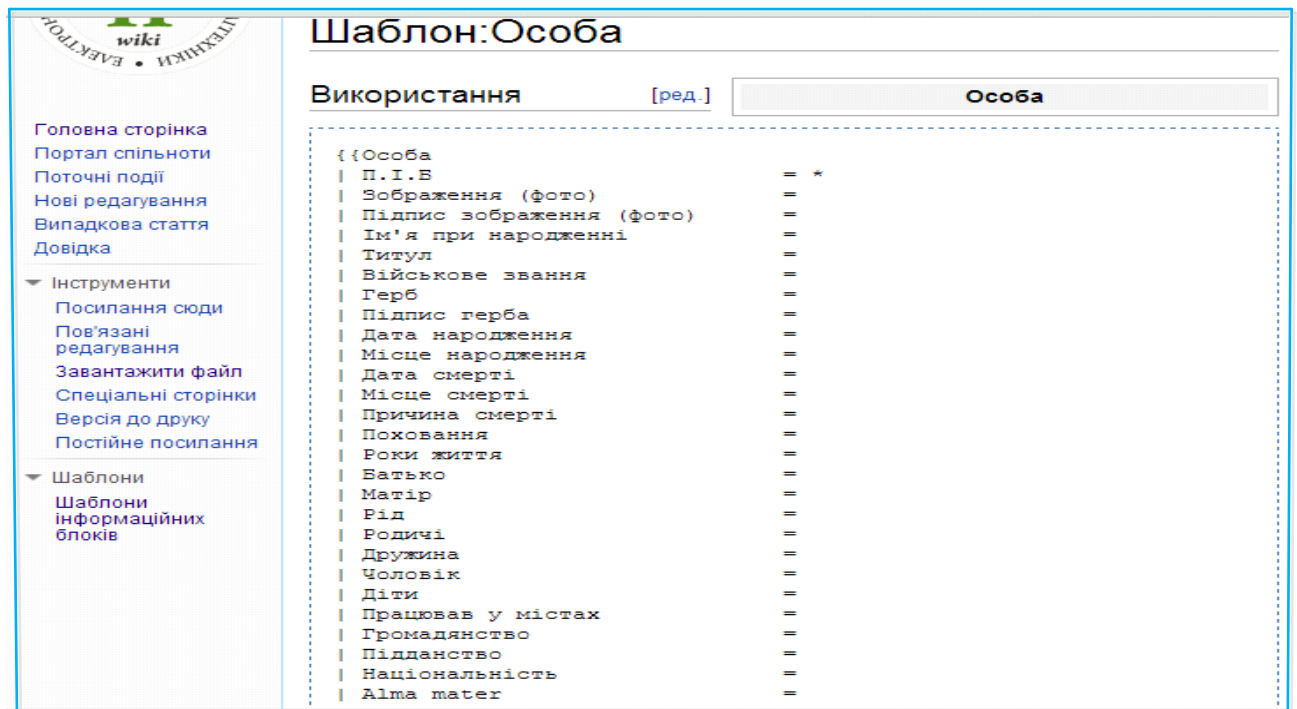 wiki
ЕЛЕКТРОН
ПІТЕХНІКИ •
Головна сторінка
Портал спільноти
Поточні події
Нові редагування
Випадкова стаття
Довідка
Інструменти
Посилання сюди
Пов'язані
редагування
Завантажити файл
Спеціальні сторінки
Версія до друку
Постійне посилання
Шаблони
Шаблони
інформаційних
блоків
Шаблон:Особа
Використання [ред.]
Особа
{{Особа
| П.І.Б = *
| Зображення (фото) =
| Підпис зображення (фото) =
| Ім'я при народженні =
| Титул =
| Військове звання =
| Герб =
| Підпис герба =
| Дата народження =
| Місце народження =
| Дата смерті =
| Місце смерті =
| Причина смерті =
| Поховання =
| Роки життя =
| Батько =
| Матір =
| Рід =
| Родичі =
| Дружина =
| Чоловік =
| Діти =
| Працював у містах =
| Громадянство =
| Підданство =
| Національність =
| Alma mater =